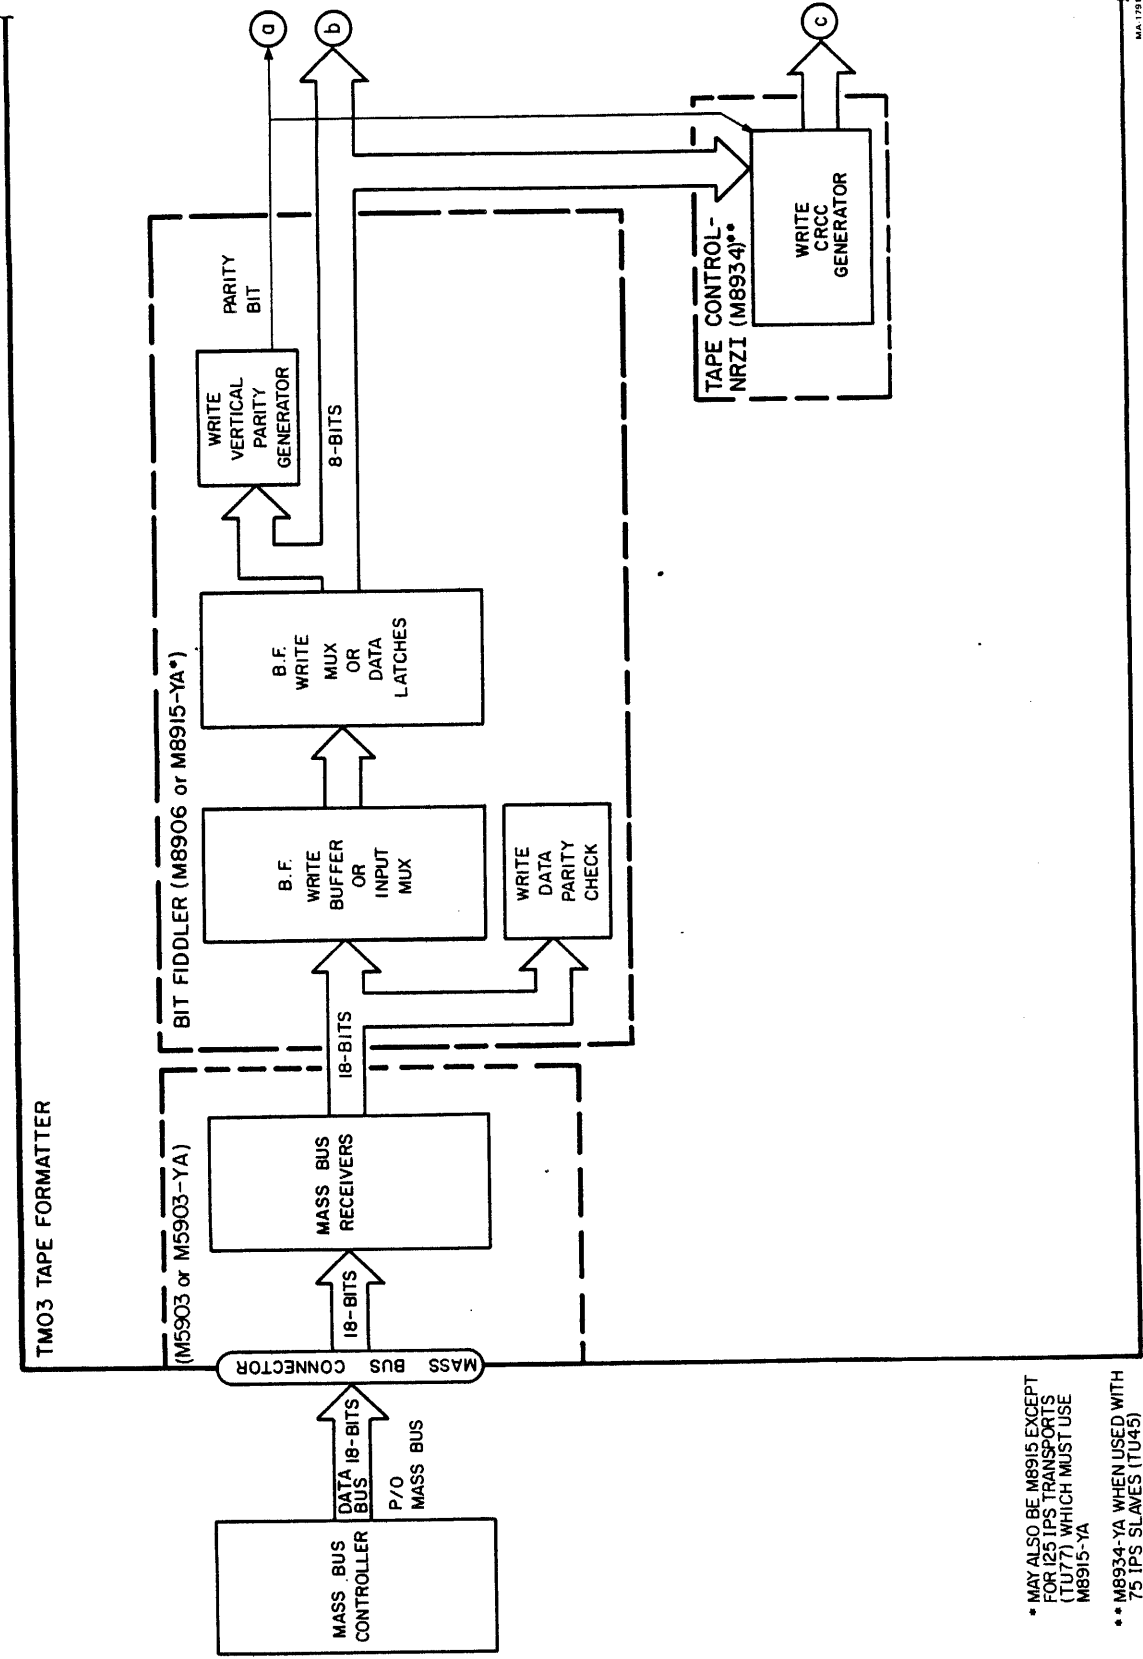 TM03 TAPE FORMATTER
MASS BUS
CONTROLLER
DATA
BUS 18-BITS
P/O
MASS BUS
MASS BUS
CONNECTOR
(M5903 or M5903-YA)
18-BITS
MASS BUS
RECEIVERS
18-BITS
BIT FIDDLER (M8906 or M8915-YA*)
B.F.
WRITE
BUFFER
OR
INPUT
MUX
WRITE
DATA
PARITY
CHECK
B.F.
WRITE
MUX
OR
DATA
LATCHES
WRITE
VERTICAL
PARITY
GENERATOR
PARITY
BIT
8-BITS
a
b
TAPE CONTROL-
NRZI (M8934)**
WRITE
CRCC
GENERATOR
c
* MAY ALSO BE M8915 EXCEPT
FOR 125 IPS TRANSPORTS
(TU77) WHICH MUST USE
M8915-YA
** M8934-YA WHEN USED WITH
75 IPS SLAVES (TU45)